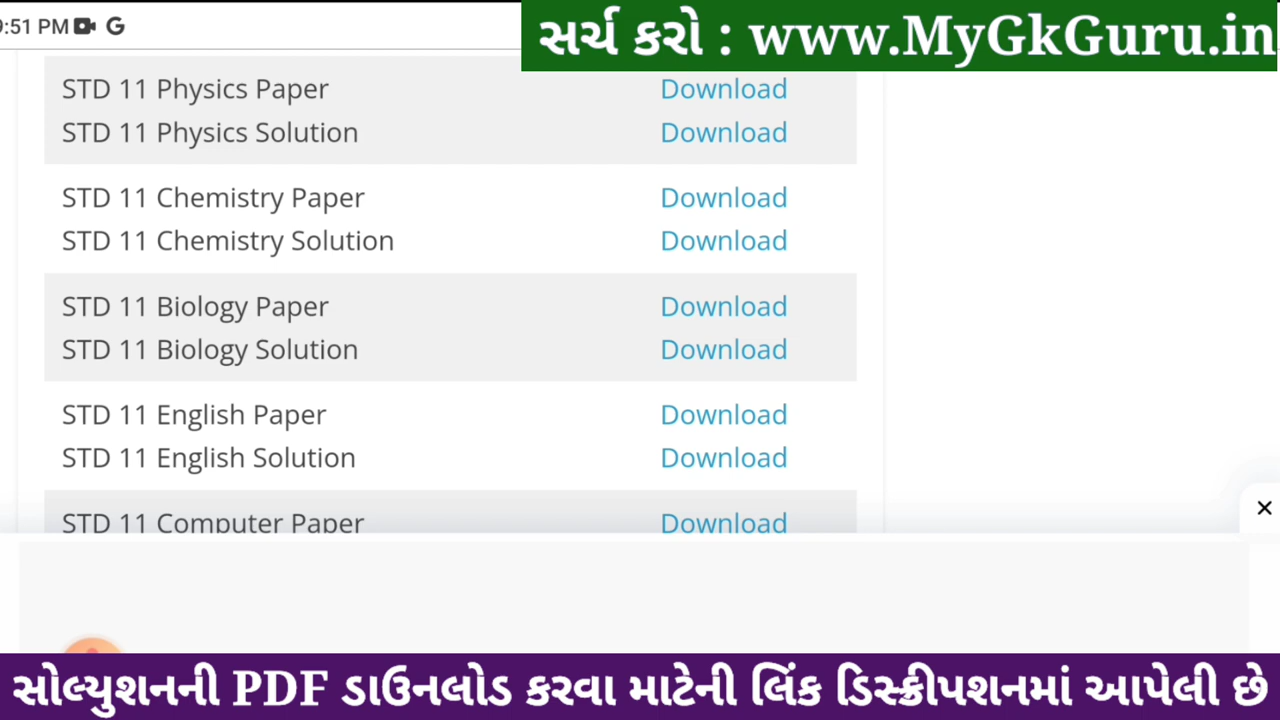 9:51 PM
સર્ચ કરો : www.MyGkGuru.in
STD 11 Physics Paper Download
STD 11 Physics Solution Download
STD 11 Chemistry Paper Download
STD 11 Chemistry Solution Download
STD 11 Biology Paper Download
STD 11 Biology Solution Download
STD 11 English Paper Download
STD 11 English Solution Download
STD 11 Computer Paper Download
સોલ્યુશનની PDF ડાઉનલોડ કરવા માટેની લિંક ડિસ્ક્રીપશનમાં આપેલી છે